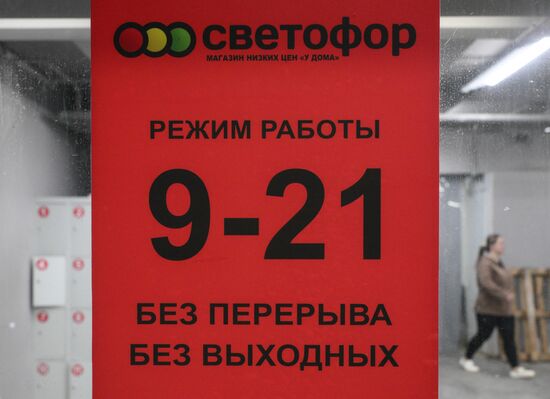 светофор
МАГАЗИН НИЗКИХ ЦЕН «У ДОМА»
РЕЖИМ РАБОТЫ
9-21
БЕЗ ПЕРЕРЫВА
БЕЗ ВЫХОДНЫХ